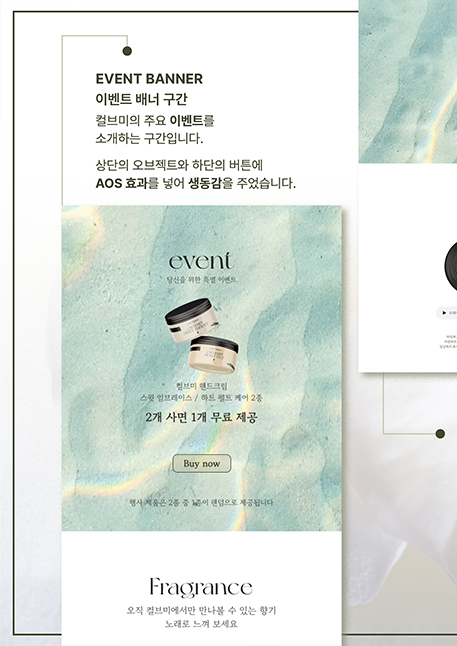 EVENT BANNER
이벤트 배너 구간
컬브미의 주요 이벤트를
소개하는 구간입니다.
상단의 오브젝트와 하단의 버튼에
AOS 효과를 넣어 생동감을 주었습니다.
event
당신을 위한 특별 이벤트
컬브미 핸드크림
스윗 임브레이스 / 하트 펠트 케어 2종
2개 사면 1개 무료 제공
Buy now
행사 제품은 2종 중 1종이 랜덤으로 제공됩니다
Fragrance
오직 컬브미에서만 만나볼 수 있는 향기
노래로 느껴 보세요